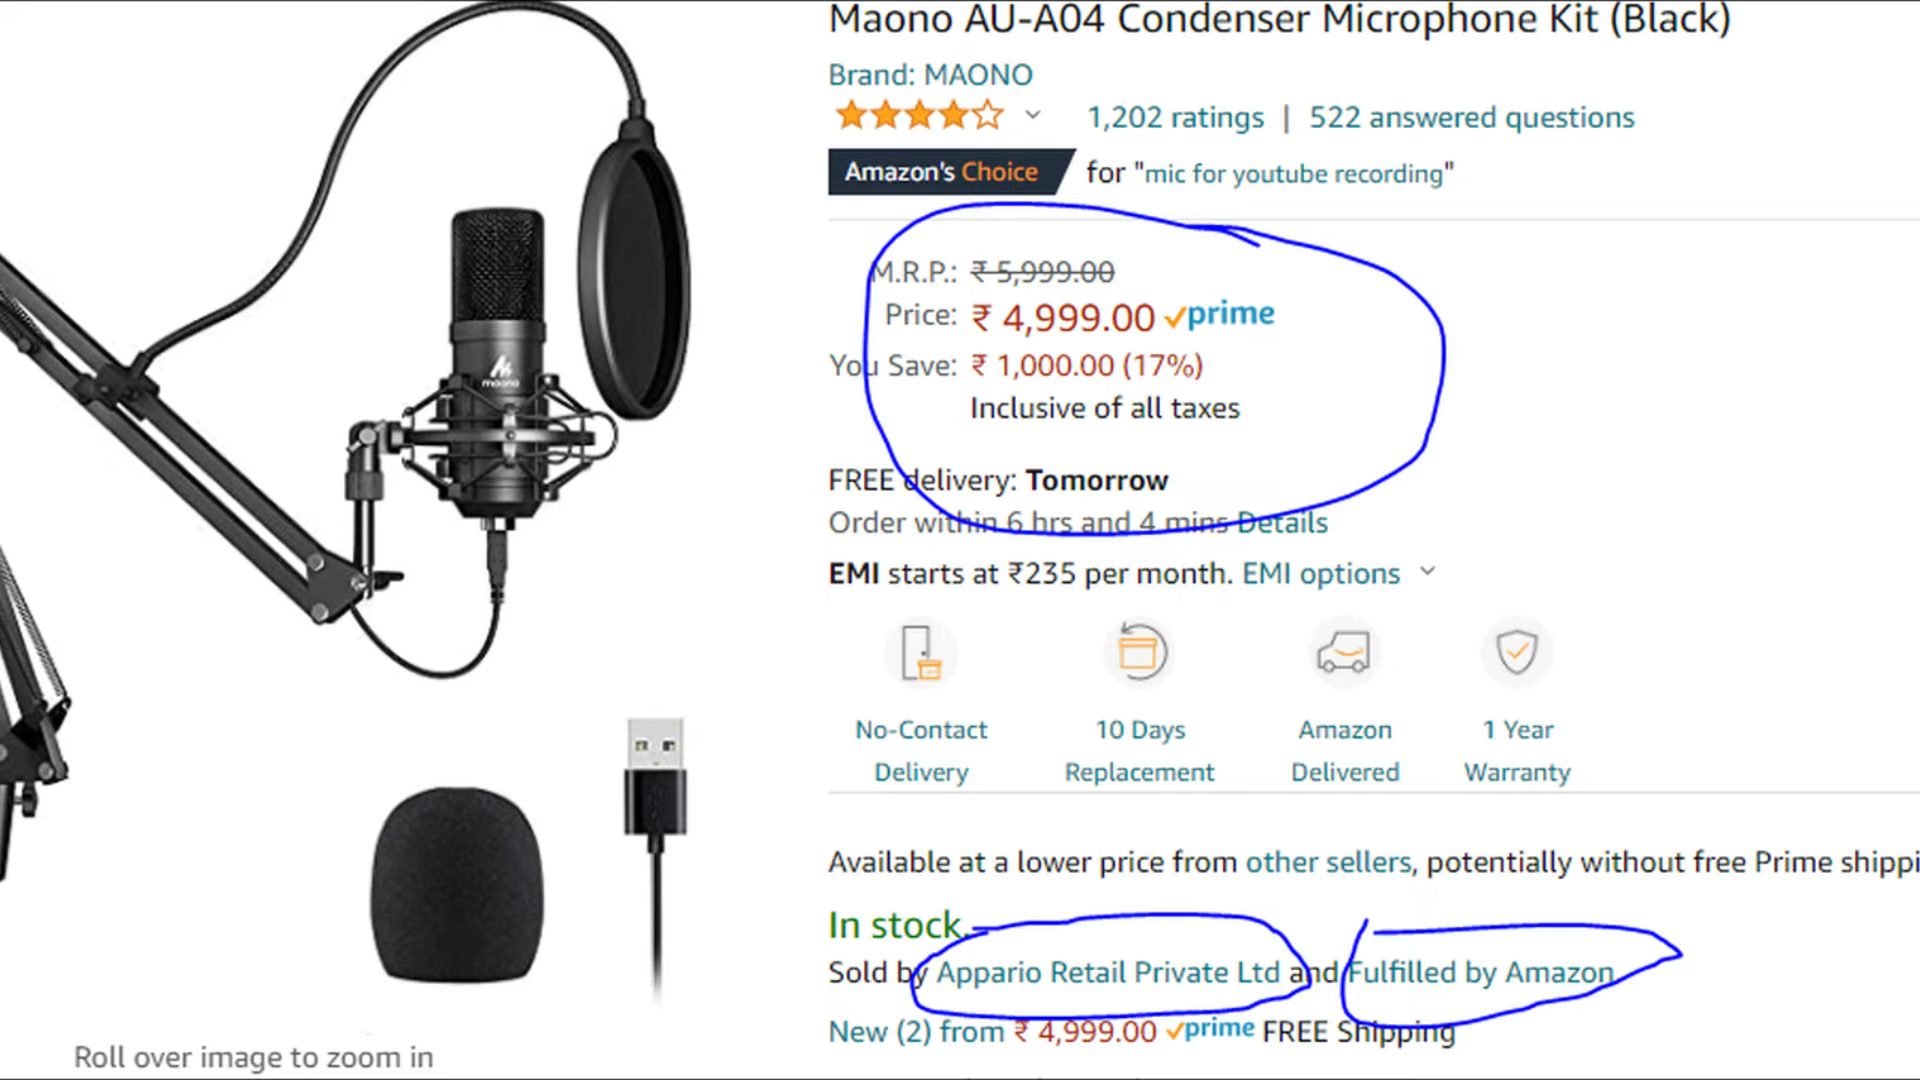 Maono AU-A04 Condenser Microphone Kit (Black)
Brand: MAONO
1,202 ratings | 522 answered questions
Amazon's Choice for "mic for youtube recording"
M.R.P.: ₹ 5,999.00
Price: ₹ 4,999.00 prime
You Save: ₹ 1,000.00 (17%)
Inclusive of all taxes
FREE delivery: Tomorrow
Order within 6 hrs and 4 mins Details
EMI starts at ₹235 per month. EMI options
No-Contact Delivery
10 Days Replacement
Amazon Delivered
1 Year Warranty
Available at a lower price from other sellers, potentially without free Prime shippi
In stock.
Sold by Appario Retail Private Ltd and Fulfilled by Amazon.
New (2) from ₹ 4,999.00 prime FREE Shipping
maono
Roll over image to zoom in